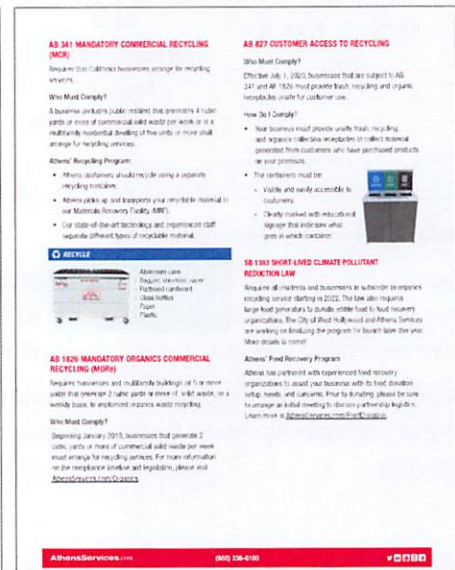 AB 341 MANDATORY COMMERCIAL RECYCLING
(MCR)
Requires that California businesses arrange for recycling
services.
Who Must Comply?
A business (includes public entities) that generates 4 cubic
yards or more of commercial solid waste per week or is a
multifamily residential dwelling of five units or more shall
arrange for recycling services.
Athens' Recycling Program:
• Athens customers should recycle using a separate
recycling container.
• Athens picks up and transports your recyclable material to
our Materials Recovery Facility (MRF).
• Our state-of-the-art technology and experienced staff
separate different types of recyclable material.
RECYCLE
- Aluminum cans
- Bagged shredded paper
- Flattened cardboard
- Glass bottles
- Paper
- Plastic
AB 1826 MANDATORY ORGANICS COMMERCIAL
RECYCLING (MORe)
Requires businesses and multifamily buildings of 5 or more
units that generate 2 cubic yards or more of solid waste, on a
weekly basis, to implement organics waste recycling.
Who Must Comply?
Beginning January 2019, businesses that generate 2
cubic yards or more of commercial solid waste per week
must arrange for recycling services. For more information
on the compliance timeline and legislation, please visit
AthensServices.com/Organics.
AB 827 CUSTOMER ACCESS TO RECYCLING
Who Must Comply?
Effective July 1, 2020, businesses that are subject to AB
341 and AB 1826 must provide trash, recycling and organic
receptacles onsite for customer use.
How Do I Comply?
• Your business must provide onsite trash, recycling,
and organics collection receptacles to collect material
generated from customers who have purchased products
on your premises.
• The containers must be:
Visible and easily accessible to
customers.
Clearly marked with educational
signage that indicates what
goes in which container.
SB 1383 SHORT-LIVED CLIMATE POLLUTANT
REDUCTION LAW
Requires all residents and businesses to subscribe to organics
recycling service starting in 2022. The law also requires
large food generators to donate edible food to food recovery
organizations. The City of West Hollywood and Athens Services
are working on finalizing the program for launch later this year.
More details to come!
Athens' Food Recovery Program
Athens has partnered with experienced food recovery
organizations to assist your business with its food donation
setup, needs, and concerns. Prior to donating, please be sure
to arrange an initial meeting to discuss partnership logistics.
Learn more at AthensServices.com/FoodDonation.
AthensServices.com
(888) 336-6100